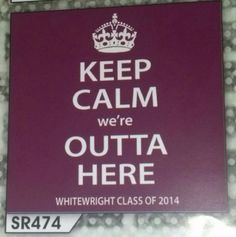 KEEP
CALM
we're
OUTTA
HERE
WHITEWRIGHT CLASS OF 2014
SR474